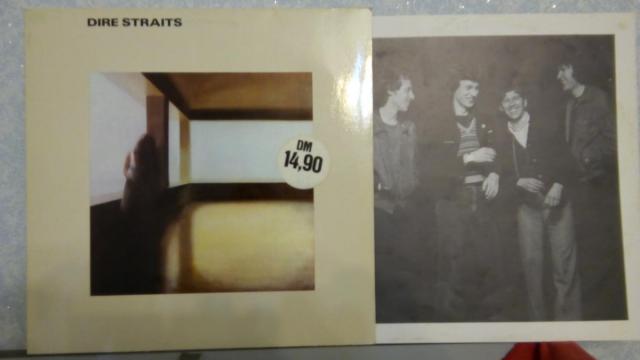 DIRE STRAITS
DM
14,90